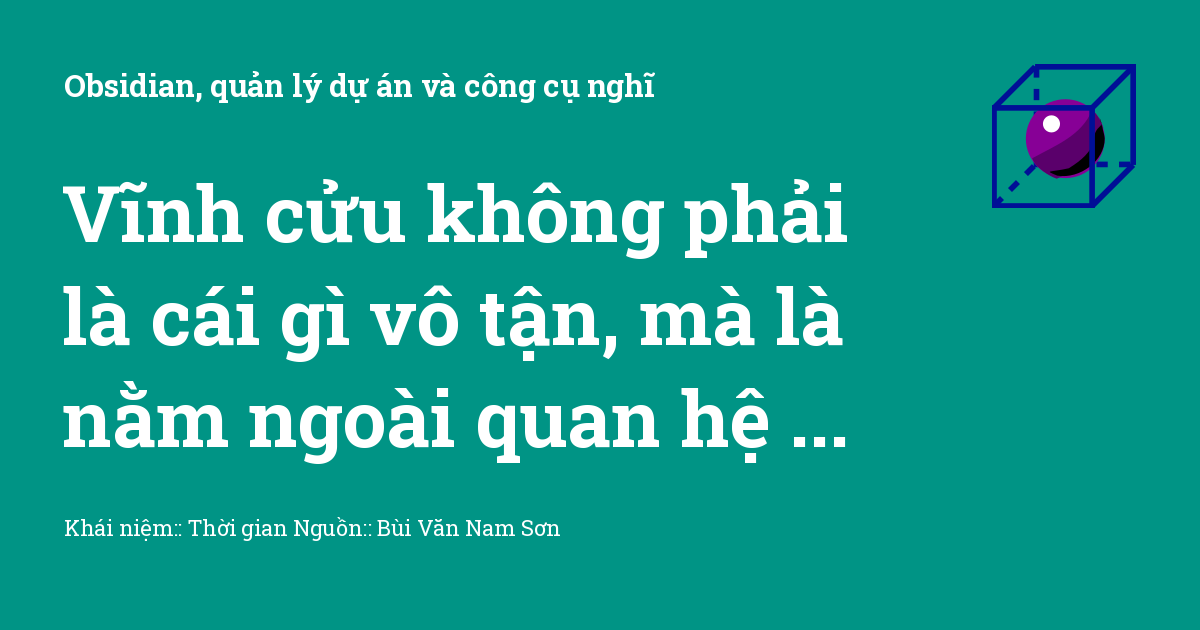 Obsidian, quản lý dự án và công cụ nghĩ
Vĩnh cửu không phải
là cái gì vô tận, mà là
nằm ngoài quan hệ ...
Khái niệm:: Thời gian Nguồn:: Bùi Văn Nam Sơn